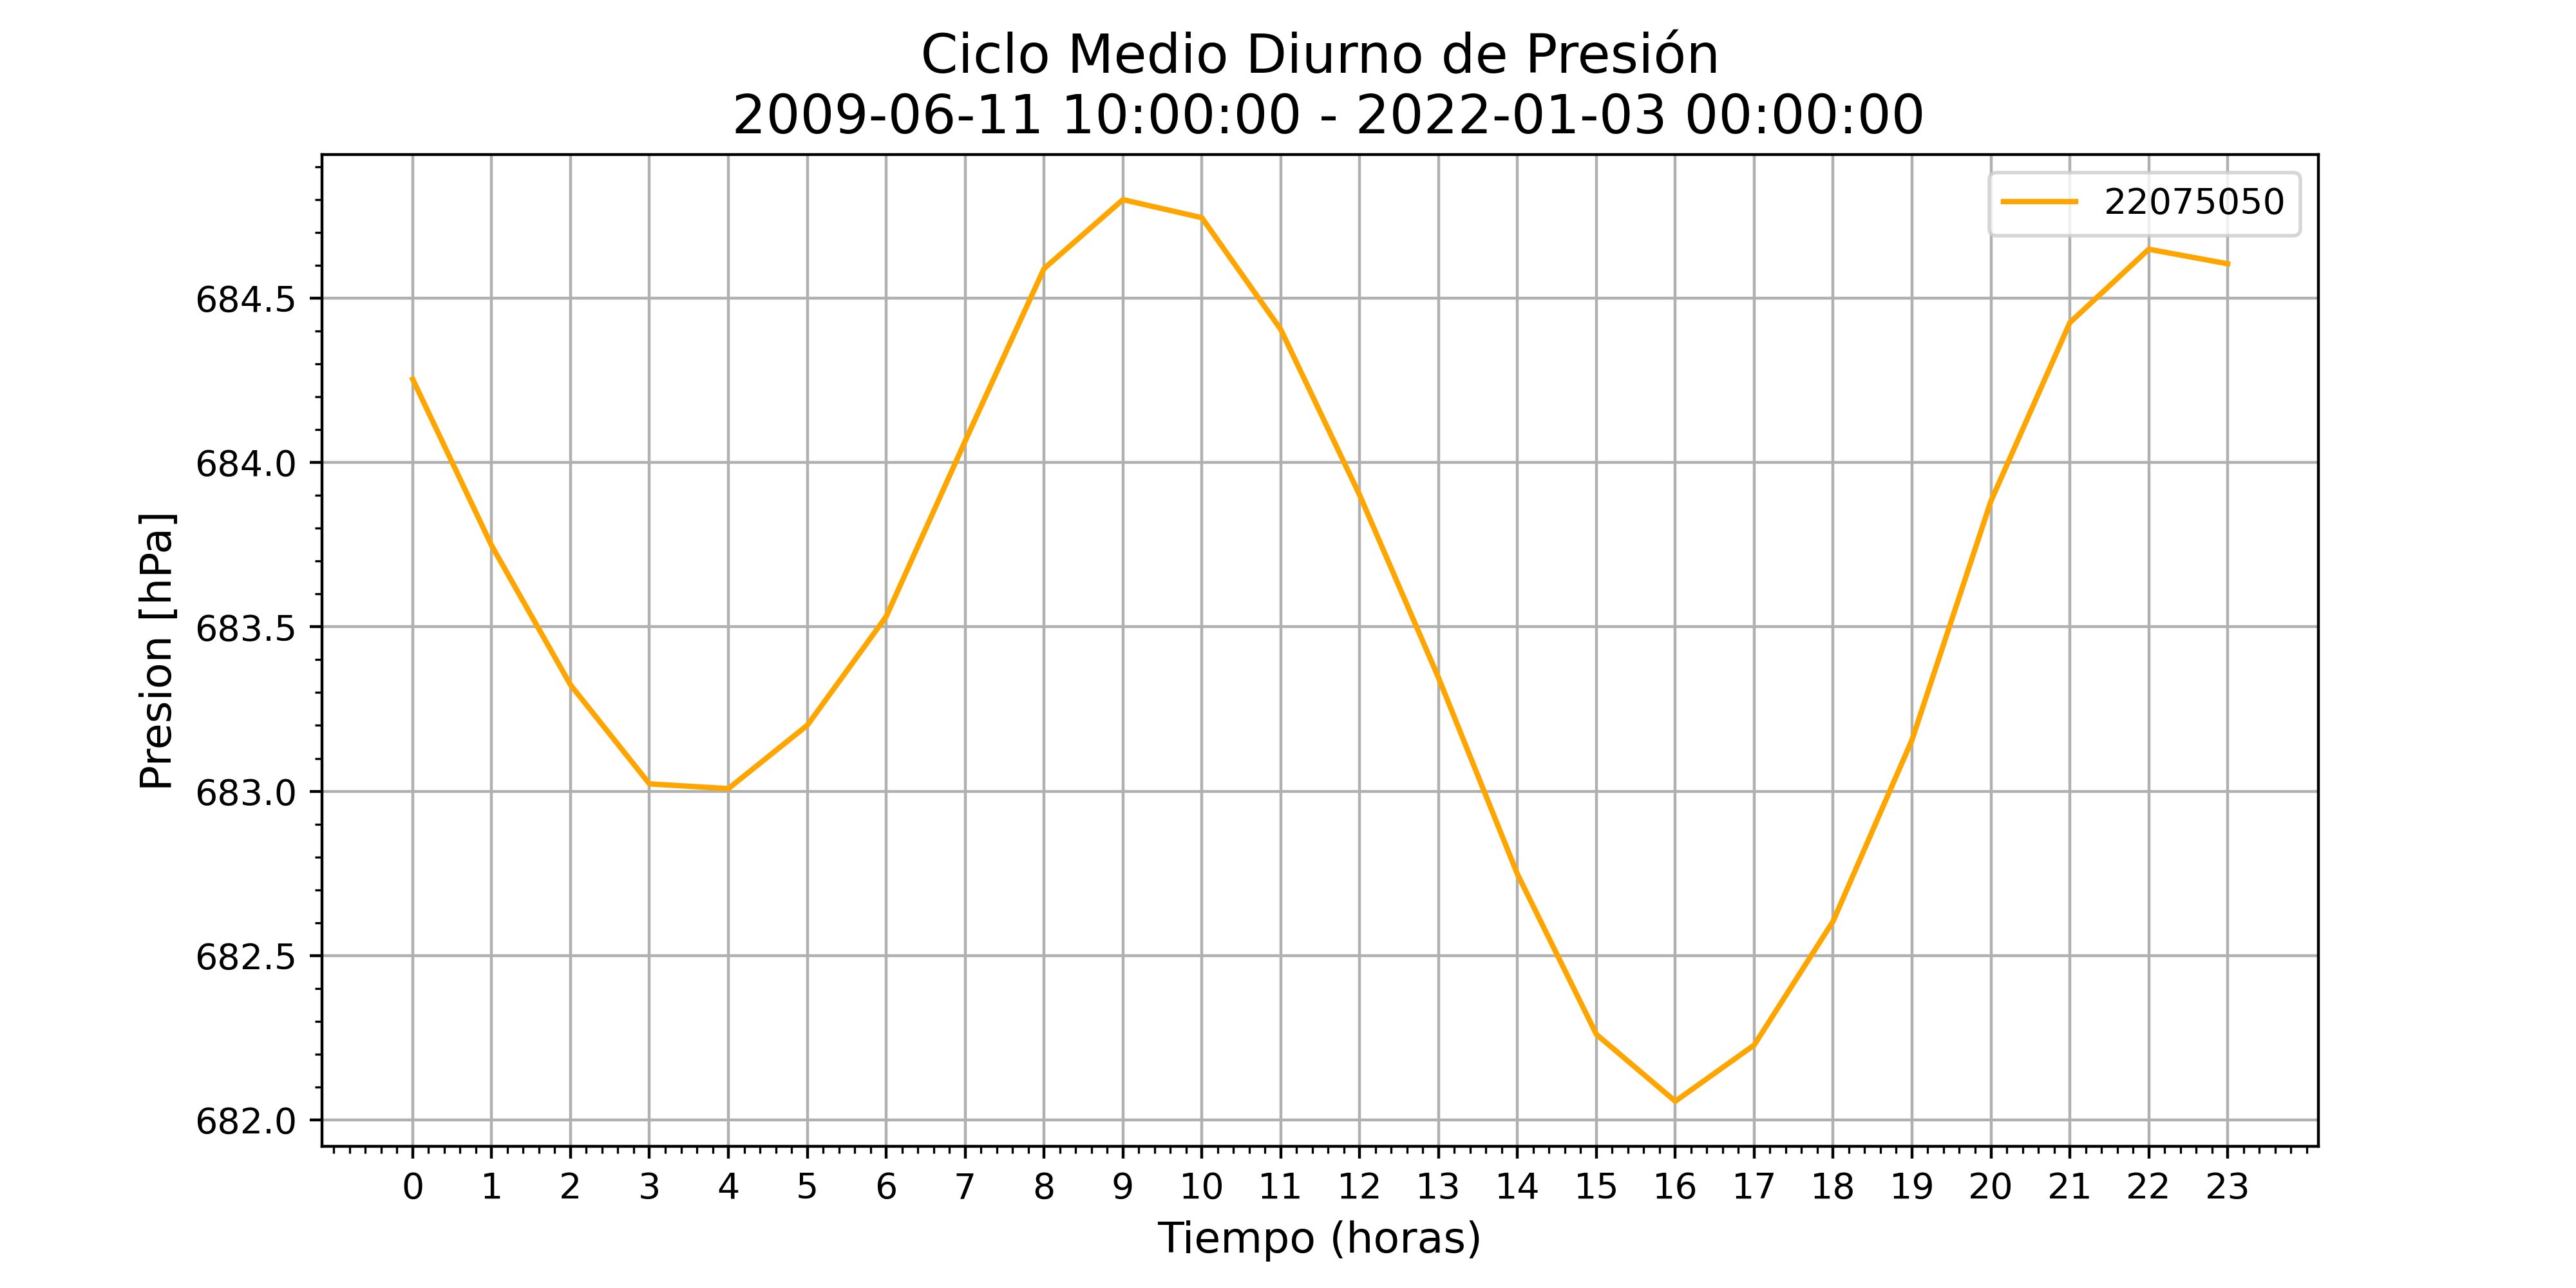 Ciclo Medio Diurno de Presión
2009-06-11 10:00:00 - 2022-01-03 00:00:00
22075050
Presion [hPa]
684.5
684.0
683.5
683.0
682.5
682.0
0 1 2 3 4 5 6 7 8 9 10 11 12 13 14 15 16 17 18 19 20 21 22 23
Tiempo (horas)